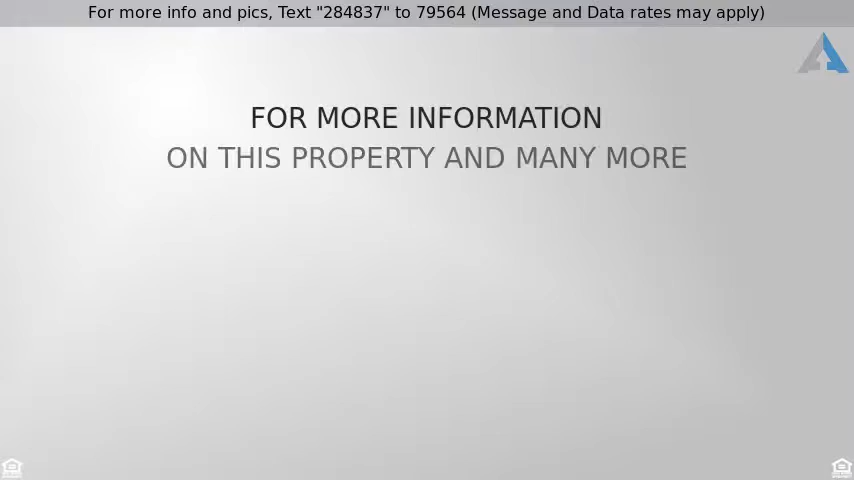 For more info and pics, Text "284837" to 79564 (Message and Data rates may apply)
FOR MORE INFORMATION
ON THIS PROPERTY AND MANY MORE